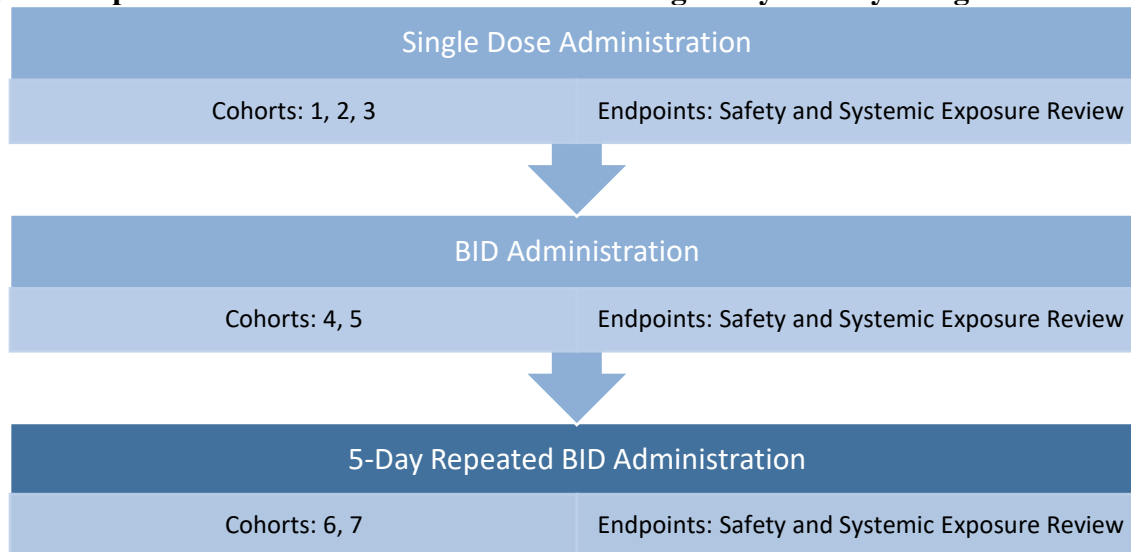 Single Dose Administration
Cohorts: 1, 2, 3 Endpoints: Safety and Systemic Exposure Review
BID Administration
Cohorts: 4, 5 Endpoints: Safety and Systemic Exposure Review
5-Day Repeated BID Administration
Cohorts: 6, 7 Endpoints: Safety and Systemic Exposure Review